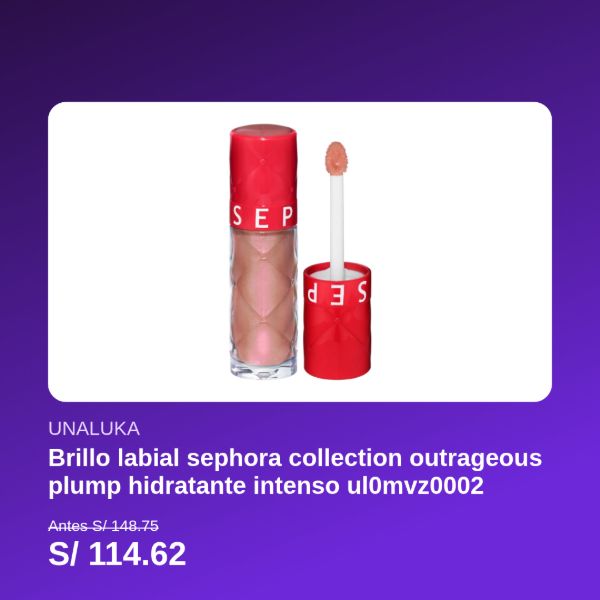 SEP
SEP
UNALUKA
Brillo labial sephora collection outrageous
plump hidratante intenso ul0mvz0002
Antes S/ 148.75
S/ 114.62